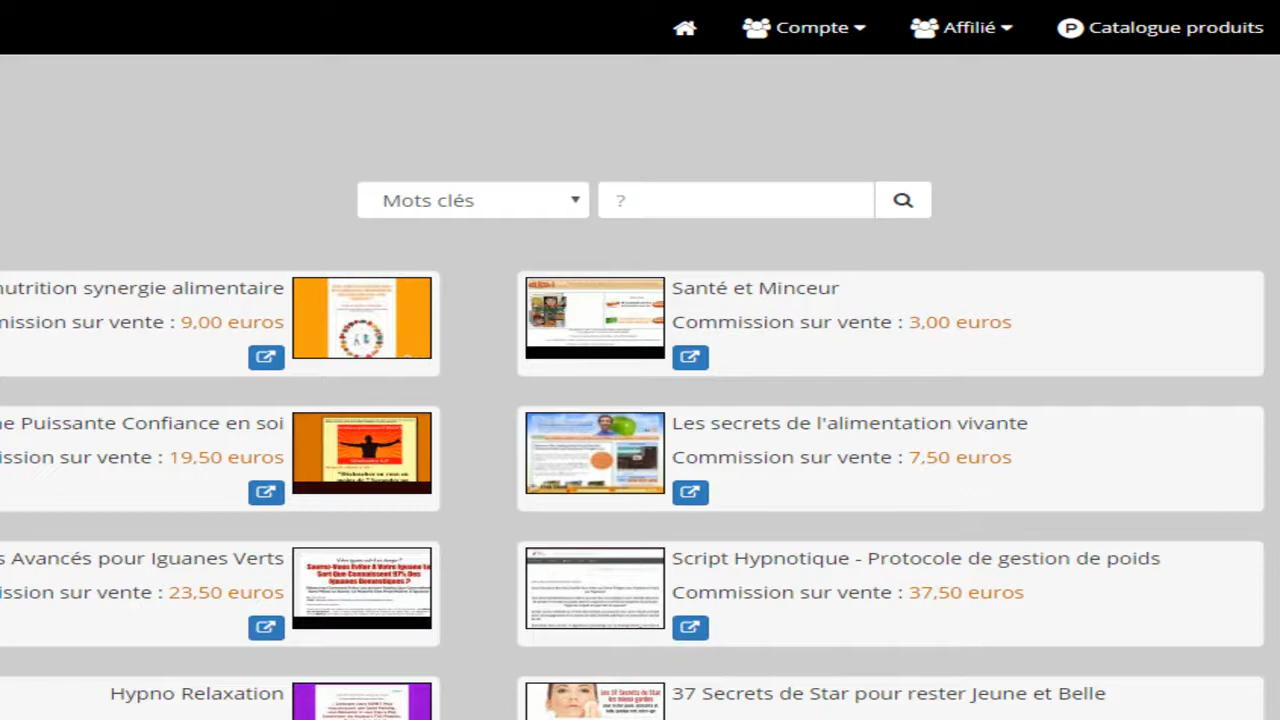 Compte
Affilié
P Catalogue produits
Mots clés
?
nutrition synergie alimentaire
mission sur vente : 9,00 euros
Santé et Minceur
Commission sur vente : 3,00 euros
Puissante Confiance en soi
ission sur vente : 19,50 euros
Les secrets de l'alimentation vivante
Commission sur vente : 7,50 euros
s Avancés pour Iguanes Verts
ission sur vente : 23,50 euros
Script Hypnotique - Protocole de gestion de poids
Commission sur vente : 37,50 euros
Hypno Relaxation
37 Secrets de Star pour rester Jeune et Belle